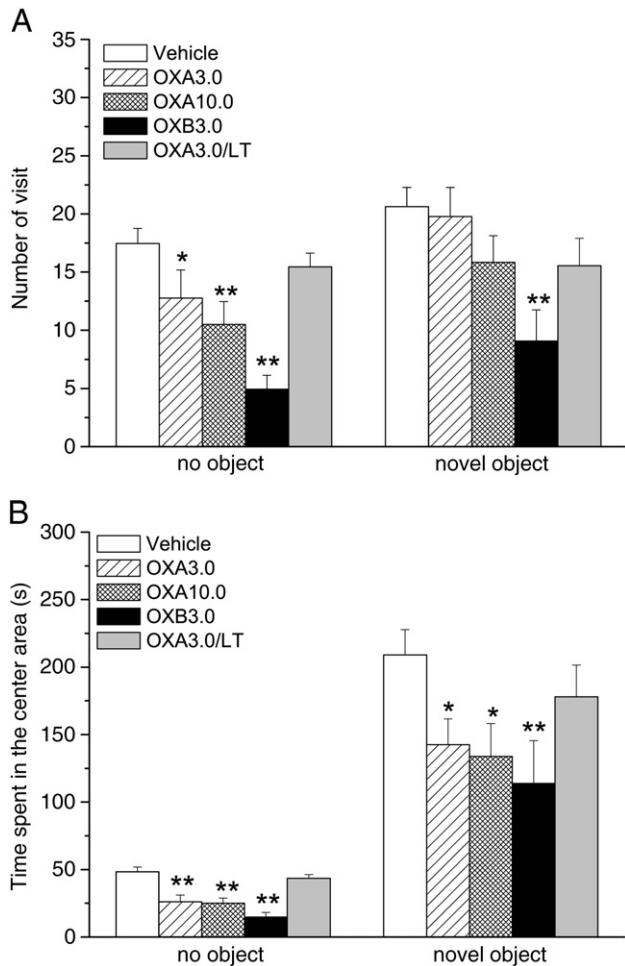 A
35
30
25
20
15
10
5
0
Number of visit
Vehicle
OXA3.0
OXA10.0
OXB3.0
OXA3.0/LT
*
**
**
**
no object
novel object
B
300
250
200
150
100
50
0
Time spent in the center area (s)
Vehicle
OXA3.0
OXA10.0
OXB3.0
OXA3.0/LT
**
**
**
*
*
**
no object
novel object